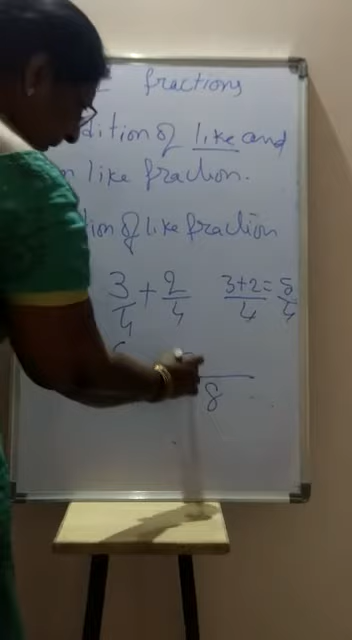 fractions
dition of like and
n like fraction.
ion of like fraction
3/4 + 2/4 3+2/4 = 5/4
8